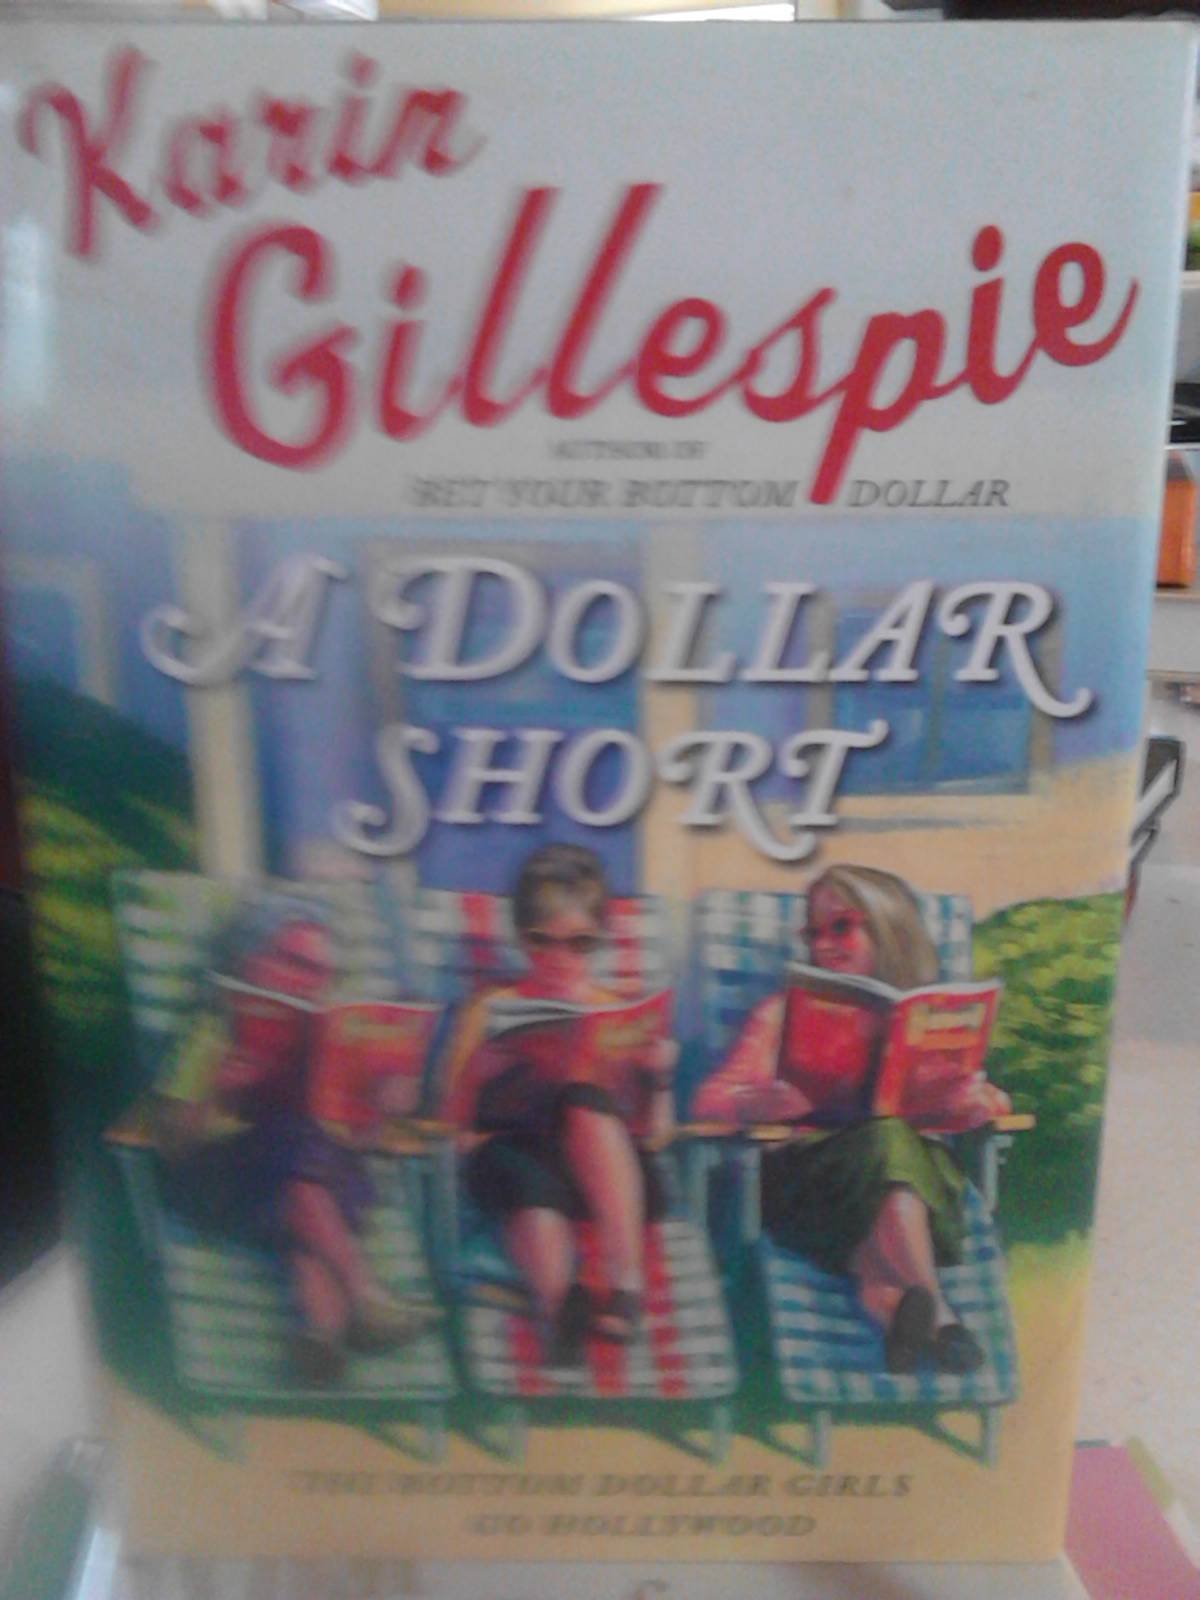 Karin
Gillespie
AUTHOR OF
BET YOUR BOTTOM DOLLAR
A DOLLAR
SHORT
THE BOTTOM DOLLAR GIRLS
GO HOLLYWOOD